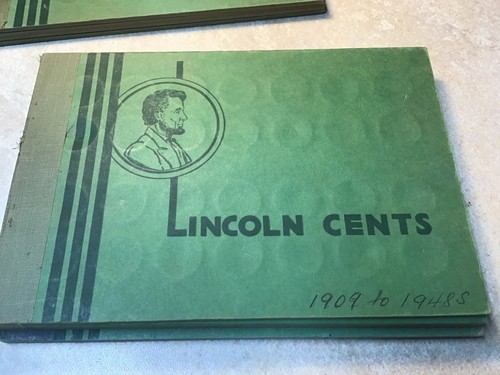 LINCOLN CENTS
1909 to 1948S